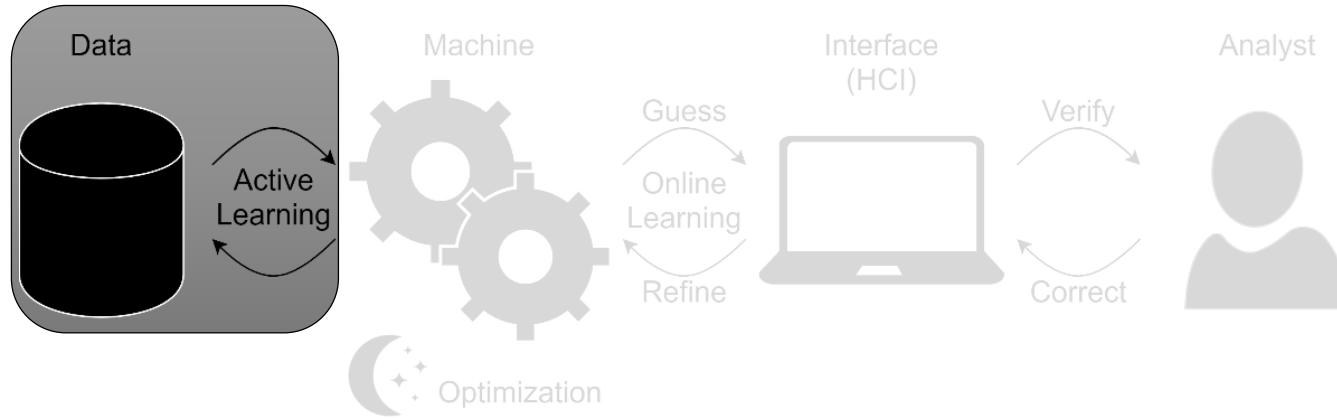 Data
Machine
Interface
(HCI)
Analyst
Active
Learning
Guess
Online
Learning
Refine
Verify
Correct
Optimization